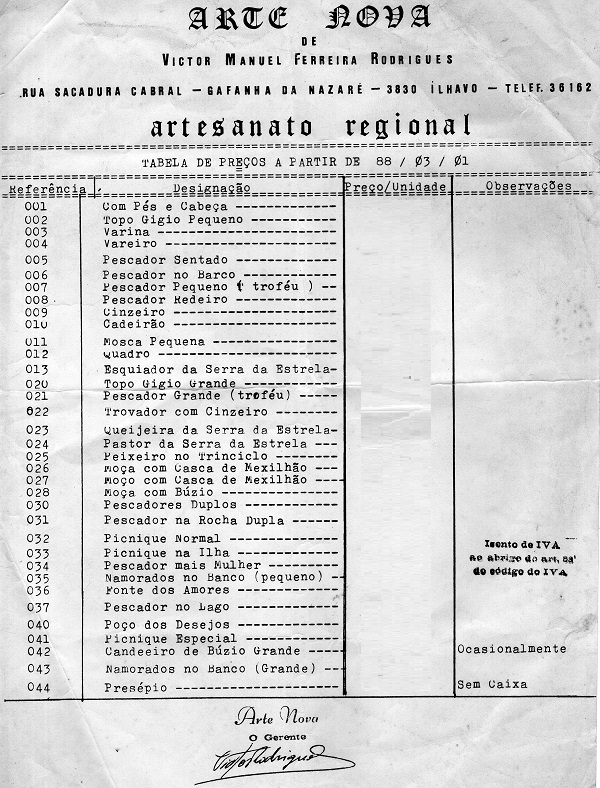 ARTE NOVA
DE
VICTOR MANUEL FERREIRA RODRIGUES
RUA SACADURA CABRAL — GAFANHA DA NAZARÉ — 3830 ÍLHAVO — TELEF. 36162
artesanato regional
TABELA DE PREÇOS A PARTIR DE 88 / 03 / 01
Referência Designação Preço/Unidade Observações
001 Com Pés e Cabeça
002 Topo Gigio Pequeno
003 Varina
004 Vareiro
005 Pescador Sentado
006 Pescador no Barco
007 Pescador Pequeno ( troféu )
008 Pescador Redeiro
009 Cinzeiro
010 Cadeirão
011 Mosca Pequena
012 Quadro
013 Esquiador da Serra da Estrela
020 Topo Gigio Grande
021 Pescador Grande (troféu)
022 Trovador com Cinzeiro
023 Queijeira da Serra da Estrela
024 Pastor da Serra da Estrela
025 Peixeiro no Trinciclo
026 Moça com Casca de Mexilhão
027 Moço com Casca de Mexilhão
028 Moça com Búzio
030 Pescadores Duplos
031 Pescador na Rocha Dupla
032 Picnique Normal
033 Picnique na Ilha
034 Pescador mais Mulher
035 Namorados no Banco (pequeno)
036 Fonte dos Amores
037 Pescador no Lago
040 Poço dos Desejos
041 Picnique Especial
042 Candeeiro de Búzio Grande Ocasionalmente
043 Namorados no Banco (Grande)
044 Presépio Sem Caixa
Isento de IVA
ao abrigo do art.
do código do IVA
Arte Nova
O Gerente
Victor Rodrigues